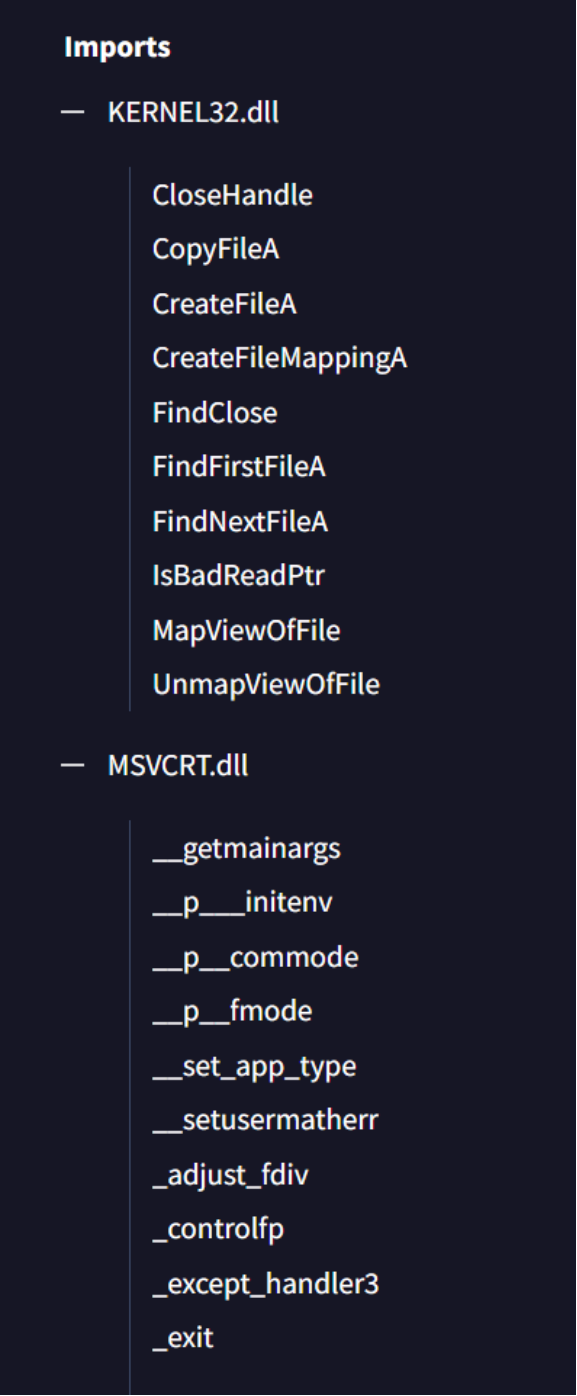 Imports
KERNEL32.dll
CloseHandle
CopyFileA
CreateFileA
CreateFileMappingA
FindClose
FindFirstFileA
FindNextFileA
IsBadReadPtr
MapViewOfFile
UnmapViewOfFile
MSVCRT.dll
__getmainargs
__p___initenv
__p__commode
__p__fmode
__set_app_type
__setusermatherr
_adjust_fdiv
_controlfp
_except_handler3
_exit